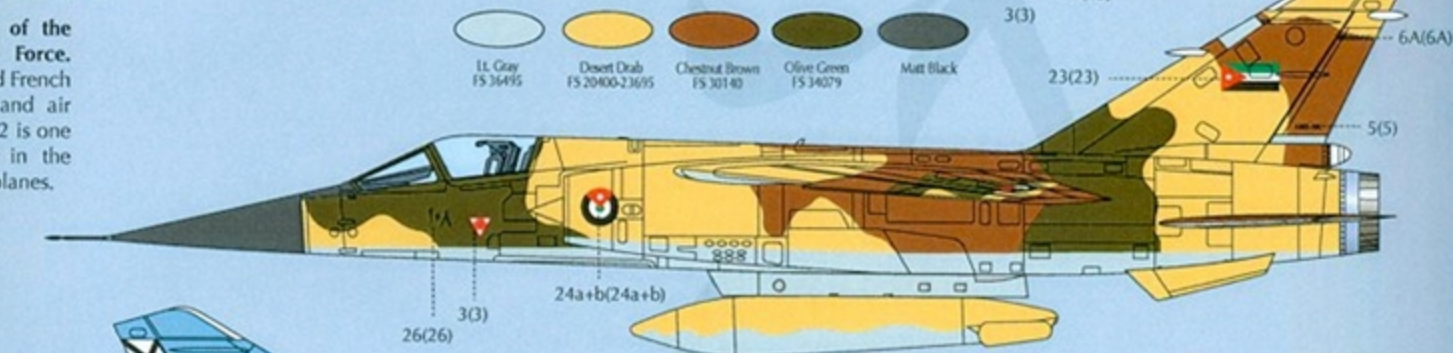 of the
Force.
French
and air
2 is one
in the
planes.
Lt. Gray
FS 36495
Desert Drab
FS 20400-23695
Chestnut Brown
FS 30140
Olive Green
FS 34079
Matt Black
3(3)
6A(6A)
23(23)
5(5)
١٠٨
24a+b(24a+b)
3(3)
26(26)